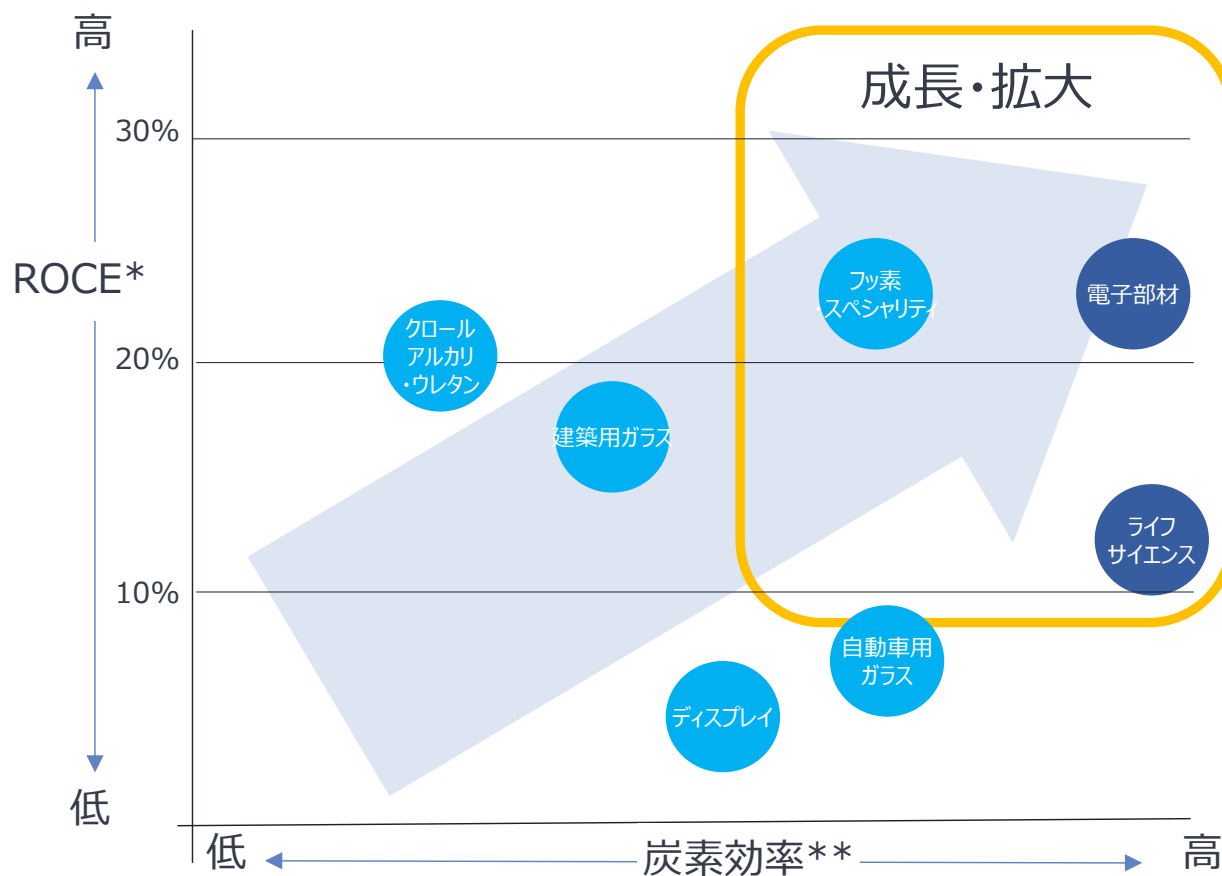 高
成長・拡大
30%
ROCE*
フッ素
・スペシャリティ
電子部材
クロール
アルカリ
・ウレタン
20%
建築用ガラス
ライフ
サイエンス
10%
自動車用
ガラス
ディスプレイ
低
低
炭素効率**
高